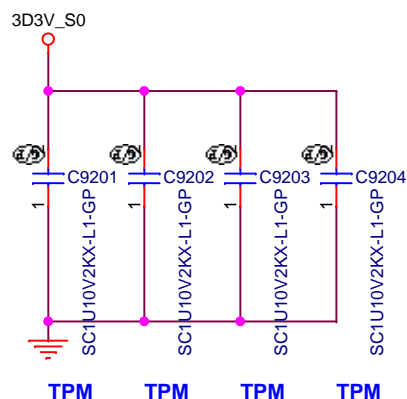 3D3V_S0
C9201
C9202
C9203
C9204
1
1
1
1
SC1U10V2KX-L1-GP
SC1U10V2KX-L1-GP
SC1U10V2KX-L1-GP
SC1U10V2KX-L1-GP
TPM
TPM
TPM
TPM